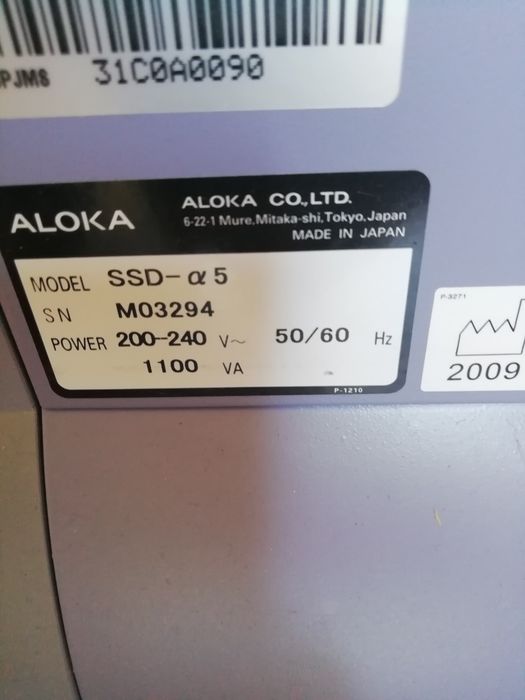 PJM8 31C0A0090
ALOKA
ALOKA CO.,LTD.
6-22-1 Mure,Mitaka-shi,Tokyo,Japan
MADE IN JAPAN
MODEL SSD-α5
SN M03294
POWER 200-240 V~ 50/60 Hz
1100 VA
P-1210
P-3271
2009